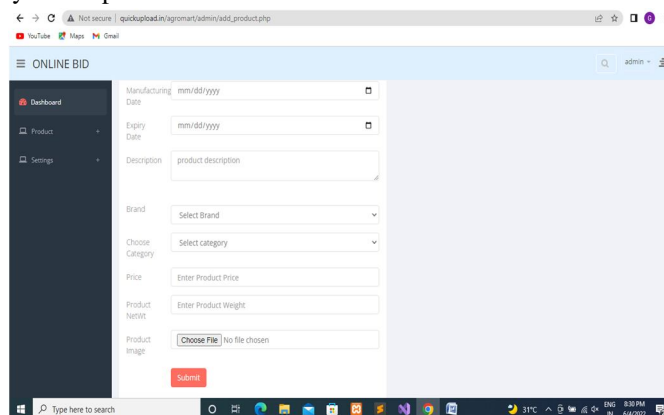 Not secure | quickupload.in/agromart/admin/add_product.php
G
YouTube Maps Gmail
ONLINE BID
admin
Dashboard
Product +
Settings +
Manufacturing Date mm/dd/yyyy
Expiry Date mm/dd/yyyy
Description product description
Brand Select Brand
Choose Category Select category
Price Enter Product Price
Product NetWt Enter Product Weight
Product Image Choose File No file chosen
Submit
Type here to search
31°C
ENG 8:30 PM
IN 6/4/2022